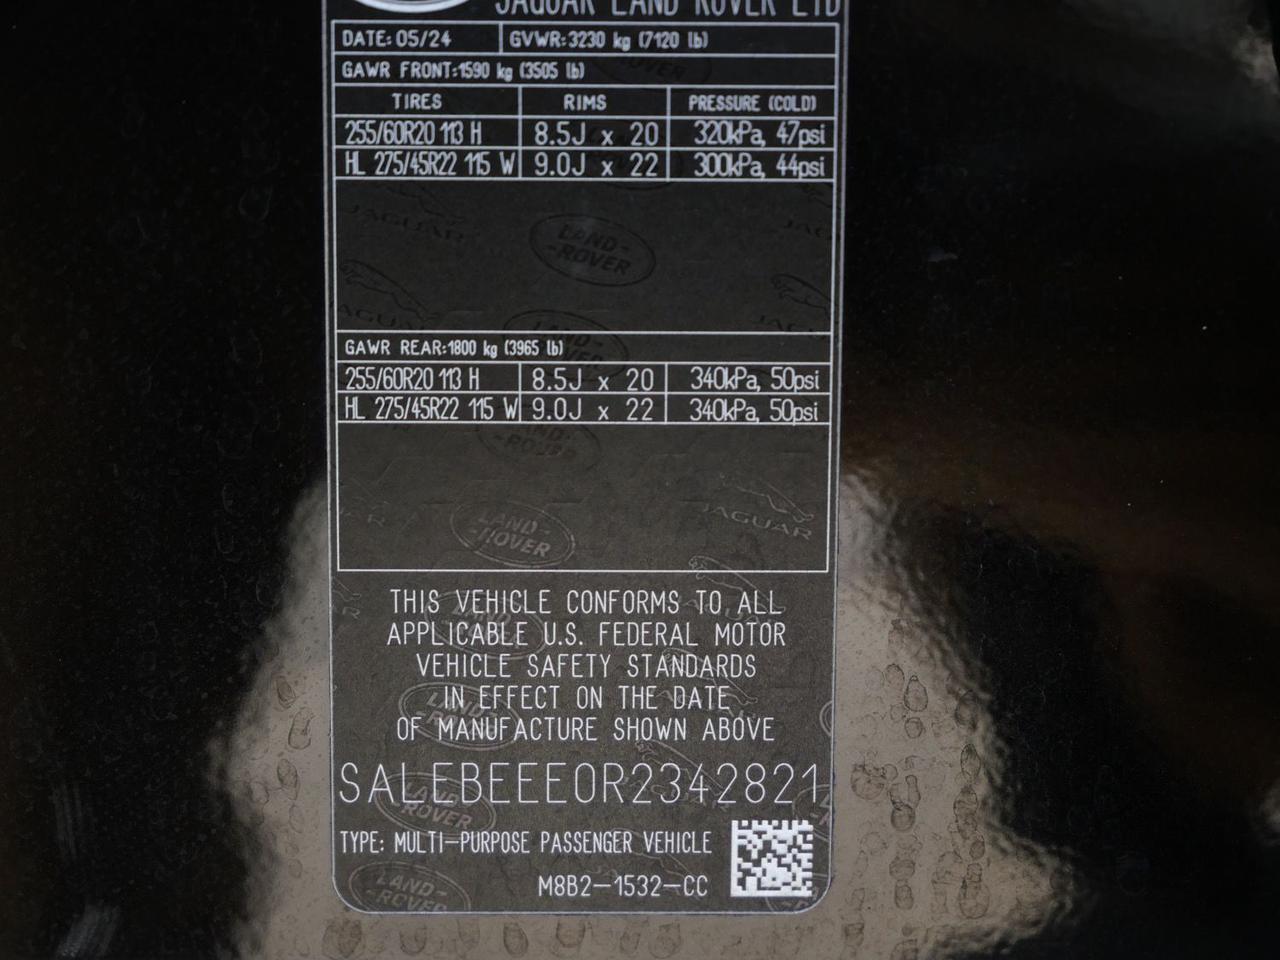 JAGUAR LAND ROVER LTD
DATE: 05/24 GVWR: 3230 kg (7120 lb)
GAWR FRONT:1590 kg (3505 lb)
TIRES RIMS PRESSURE (COLD)
255/60R20 113 H 8.5J x 20 320kPa, 47psi
HL 275/45R22 115 W 9.0J x 22 300kPa, 44psi
GAWR REAR:1800 kg (3965 lb)
255/60R20 113 H 8.5J x 20 340kPa, 50psi
HL 275/45R22 115 W 9.0J x 22 340kPa, 50psi
THIS VEHICLE CONFORMS TO ALL
APPLICABLE U.S. FEDERAL MOTOR
VEHICLE SAFETY STANDARDS
IN EFFECT ON THE DATE
OF MANUFACTURE SHOWN ABOVE
SALEBEEE0R2342821
TYPE: MULTI-PURPOSE PASSENGER VEHICLE
M8B2-1532-CC